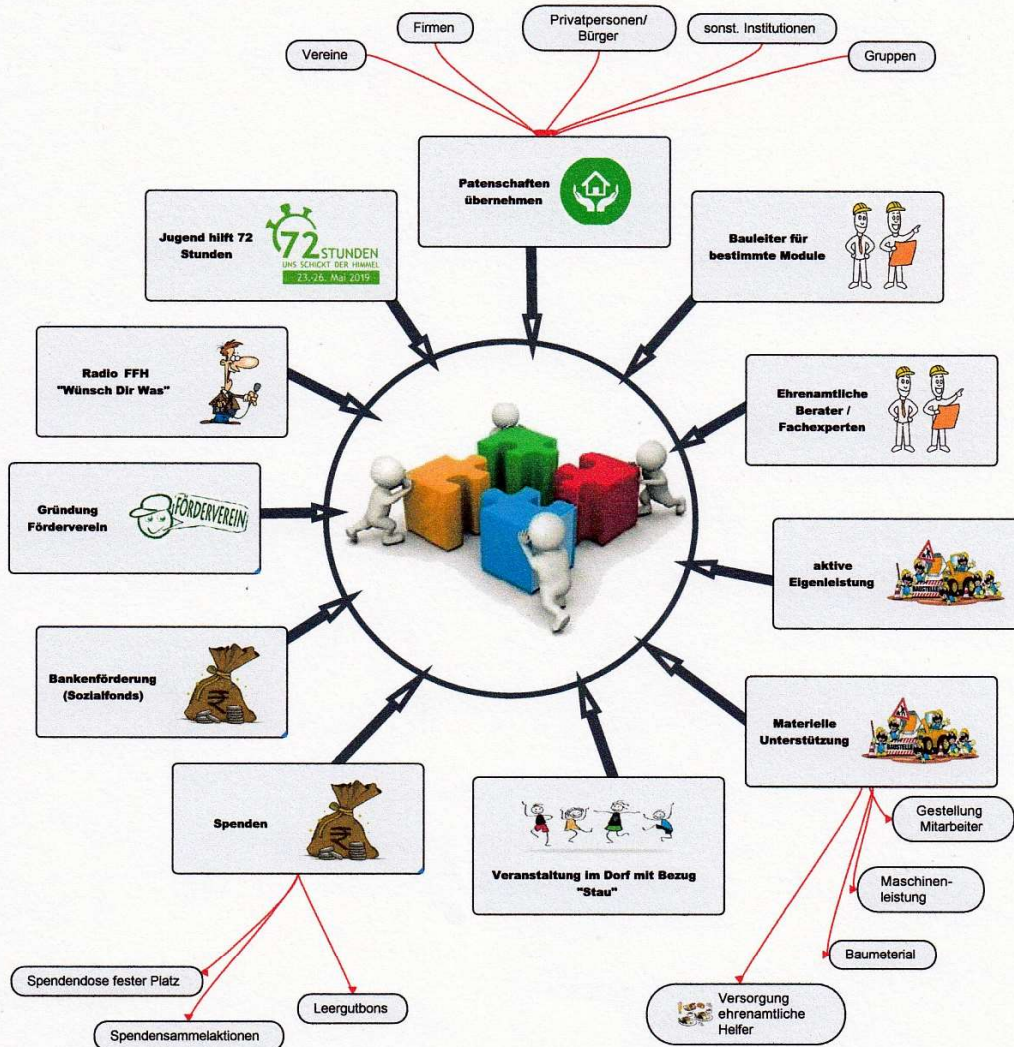 Privatpersonen/
Bürger
Firmen
sonst. Institutionen
Vereine
Gruppen
Patenschaften
übernehmen
Jugend hilft 72
Stunden
72 STUNDEN
UNS SCHICKT DER HIMMEL
23.-26. Mai 2019
Bauleiter für
bestimmte Module
Radio FFH
"Wünsch Dir Was"
Ehrenamtliche
Berater /
Fachexperten
Gründung
Förderverein
FÖRDERVEREIN
aktive
Eigenleistung
Bankenförderung
(Sozialfonds)
₹
Materielle
Unterstützung
BAUSTELLE
Spenden
₹
Veranstaltung im Dorf mit Bezug
"Stau"
Gestellung
Mitarbeiter
Maschinen-
leistung
Baumeterial
Versorgung
ehrenamtliche
Helfer
Spendendose fester Platz
Leergutbons
Spendensammelaktionen